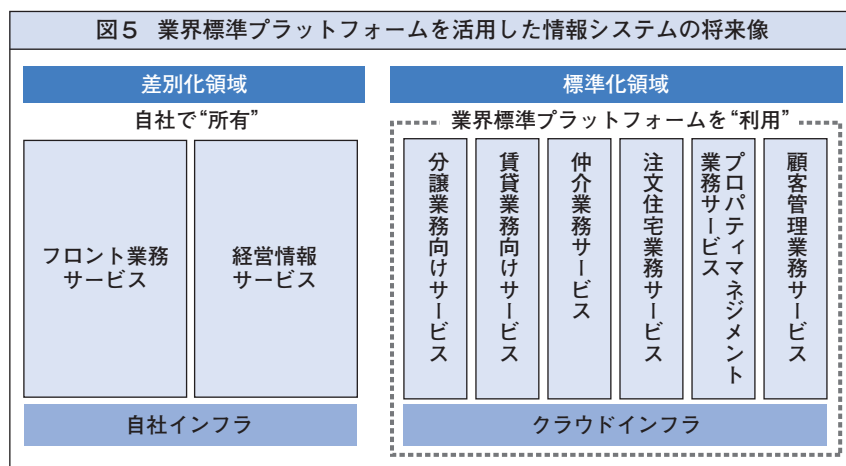 図5 業界標準プラットフォームを活用した情報システムの将来像
差別化領域
自社で“所有”
フロント業務
サービス
経営情報
サービス
自社インフラ
標準化領域
業界標準プラットフォームを“利用”
分譲業務向けサービス
賃貸業務向けサービス
仲介業務サービス
注文住宅業務サービス
プロパティマネジメント
業務サービス
顧客管理業務サービス
クラウドインフラ